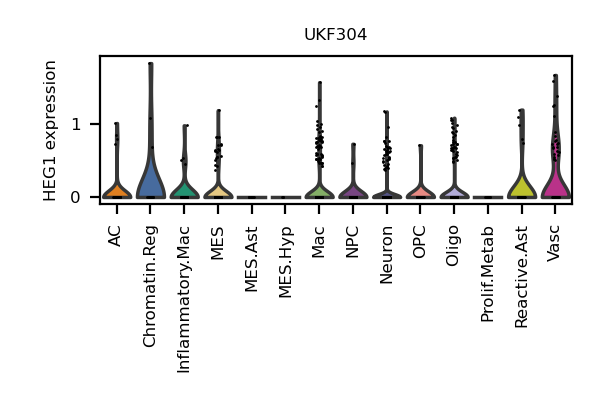 UKF304
HEG1 expression
1
0
AC
Chromatin.Reg
Inflammatory.Mac
MES
MES.Ast
MES.Hyp
Mac
NPC
Neuron
OPC
Oligo
Prolif.Metab
Reactive.Ast
Vasc